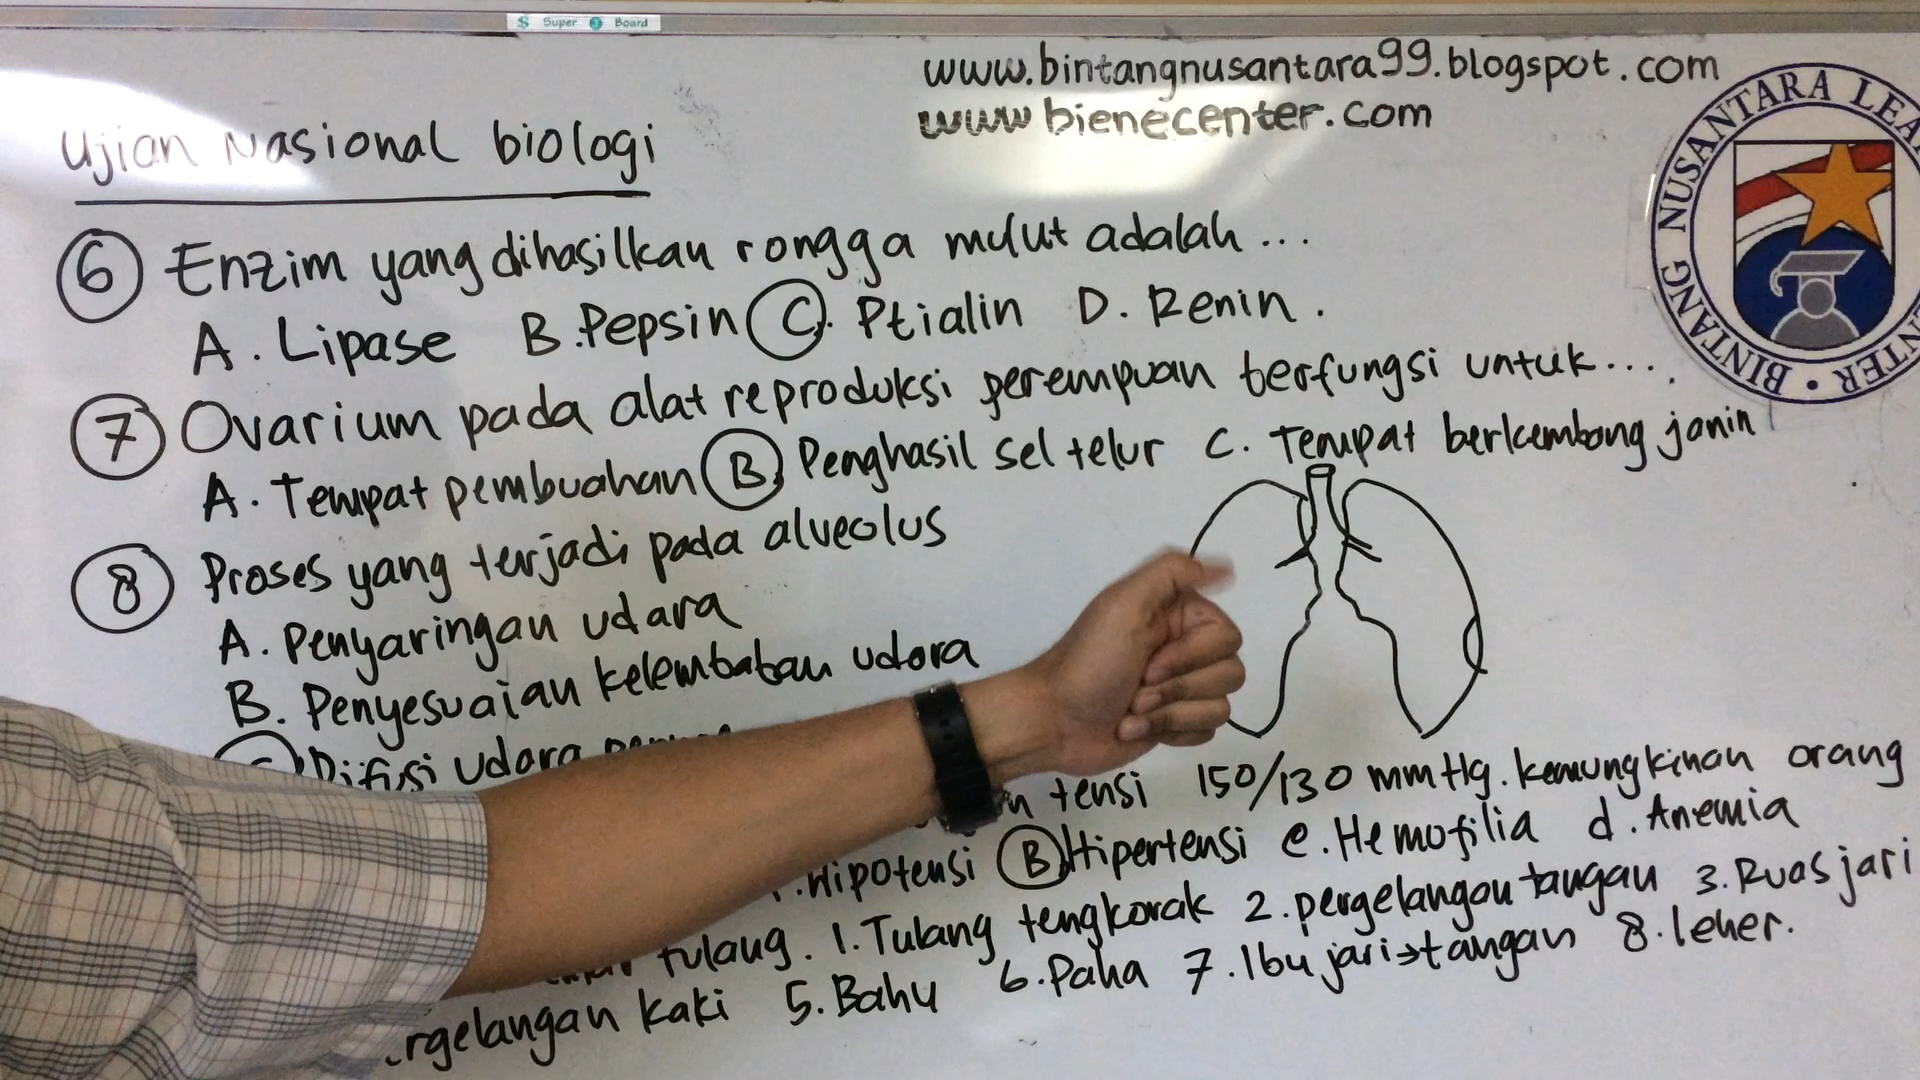 $ Super Board
www.bintangnusantara99.blogspot.com
www bienecenter.com
Ujian Nasional biologi
BINTANG NUSANTARA
6 Enzim yang dihasilkan rongga mulut adalah ...
A. Lipase B. Pepsin C. Ptialin D. Renin.
7 Ovarium pada alat reproduksi perempuan berfungsi untuk....
A. Tempat pembuahan B. Penghasil sel telur C. Tempat berkembang janin
8 Proses yang terjadi pada alveolus
A. Penyaringan udara
B. Penyesuaian kelembaban udara
C Difusi udara
tensi 150/130 mmHg. kemungkinan orang
Hipotensi B Hipertensi c. Hemofilia d. Anemia
tulang. 1. Tulang tengkorak 2. pergelangan tangan 3. Ruas jari
rgelangan kaki 5. Bahu 6. Paha 7. Ibu jari→tangan 8. leher.